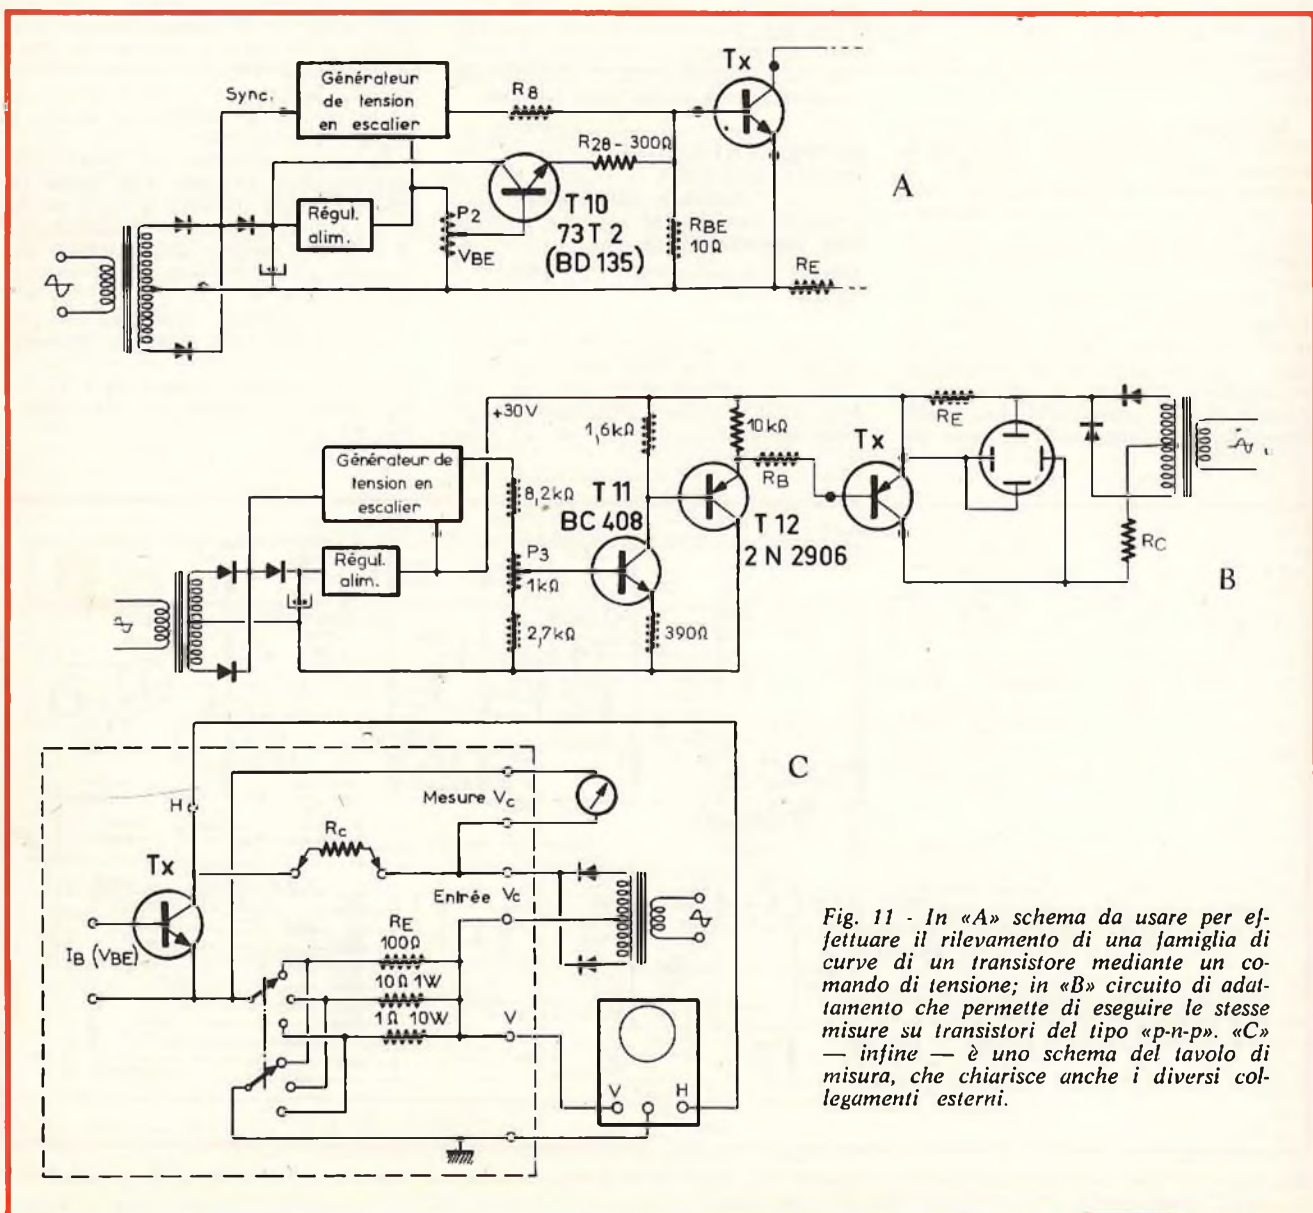 Tx
Générateur
de tension
en escalier
Sync.
R8
R28 - 300Ω
A
T10
73 T 2
(BD 135)
Régul.
alim.
P2
VBE
RBE
10Ω
RE
+30V
1,6kΩ
10kΩ
Tx
RE
Générateur de
tension en
escalier
8,2kΩ
T11
BC 408
RB
T12
2N 2906
P3
1kΩ
Régul.
alim.
RC
B
2,7kΩ
390Ω
C
H
Mesure Vc
Rc
Tx
Entrée Vc
IB (VBE)
RE
100Ω
10Ω 1W
1Ω 10W
V
V H
Fig. 11 - In «A» schema da usare per ef-
fettuare il rilevamento di una famiglia di
curve di un transistore mediante un co-
mando di tensione; in «B» circuito di adat-
tamento che permette di eseguire le stesse
misure su transistori del tipo «p-n-p». «C»
— infine — è uno schema del tavolo di
misura, che chiarisce anche i diversi col-
legamenti esterni.